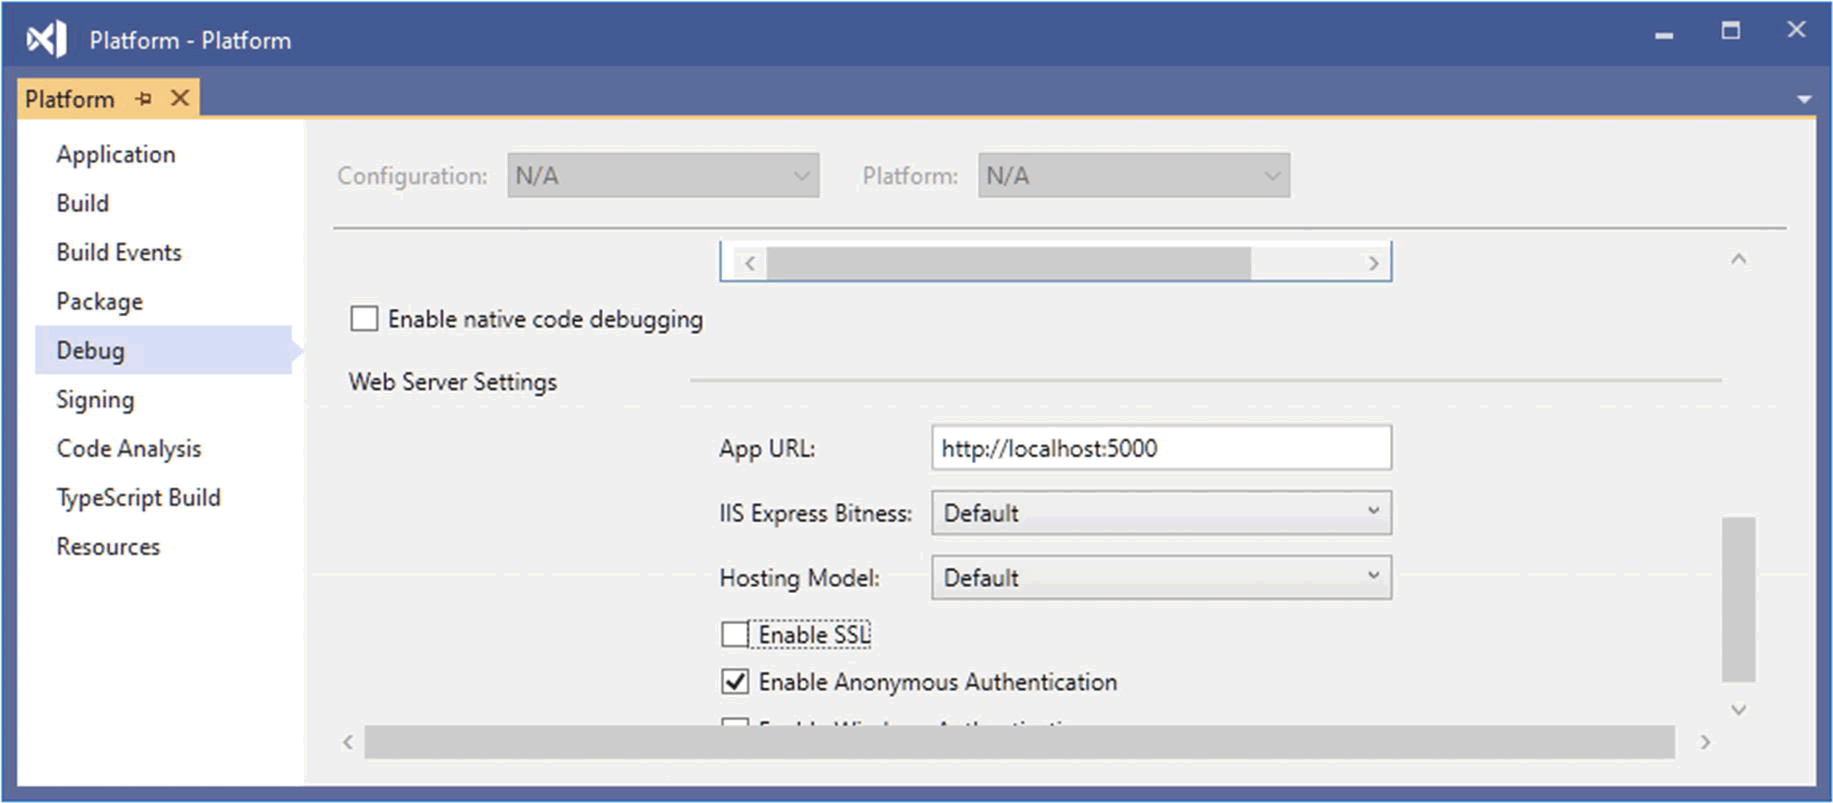 Platform - Platform
Platform
Application
Build
Build Events
Package
Debug
Signing
Code Analysis
TypeScript Build
Resources
Configuration: N/A Platform: N/A
Enable native code debugging
Web Server Settings
App URL: http://localhost:5000
IIS Express Bitness: Default
Hosting Model: Default
Enable SSL
Enable Anonymous Authentication